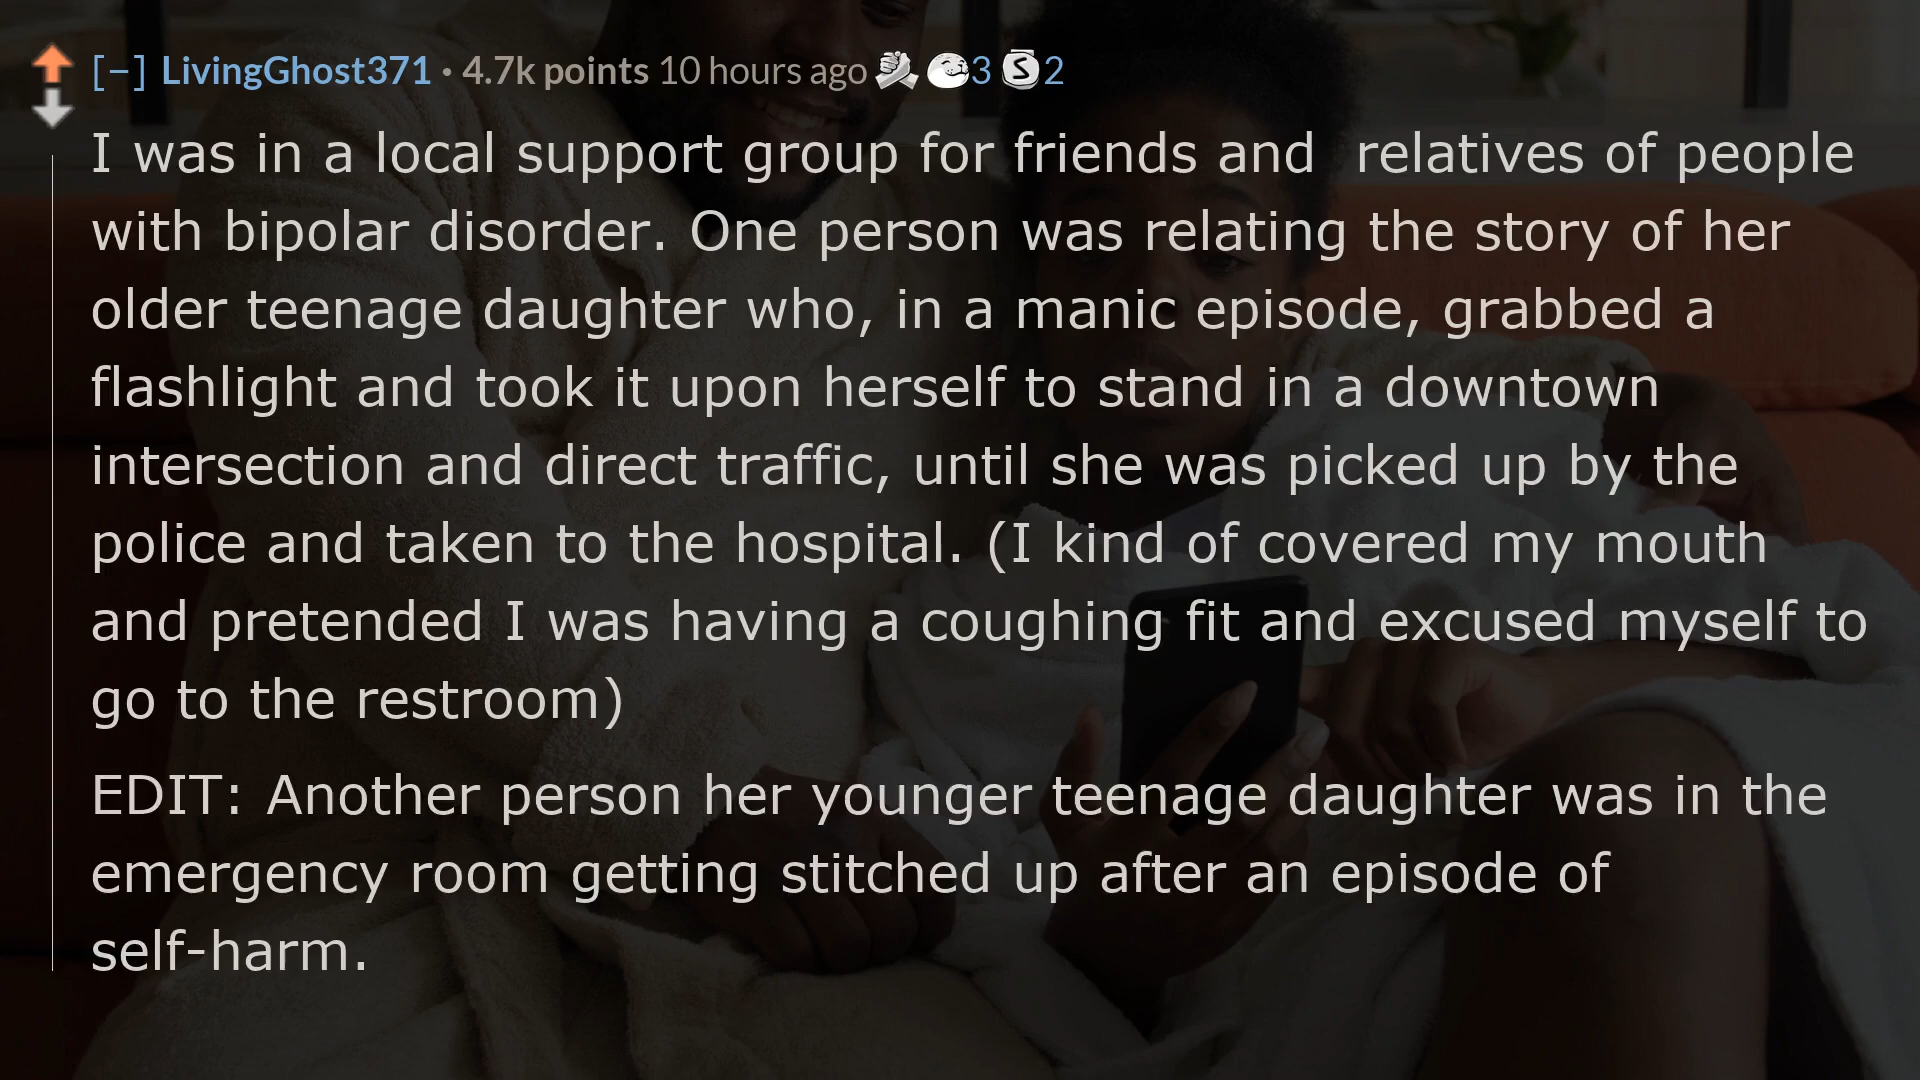 [−] LivingGhost371 · 4.7k points 10 hours ago 3 S 2
I was in a local support group for friends and relatives of people
with bipolar disorder. One person was relating the story of her
older teenage daughter who, in a manic episode, grabbed a
flashlight and took it upon herself to stand in a downtown
intersection and direct traffic, until she was picked up by the
police and taken to the hospital. (I kind of covered my mouth
and pretended I was having a coughing fit and excused myself to
go to the restroom)
EDIT: Another person her younger teenage daughter was in the
emergency room getting stitched up after an episode of
self-harm.